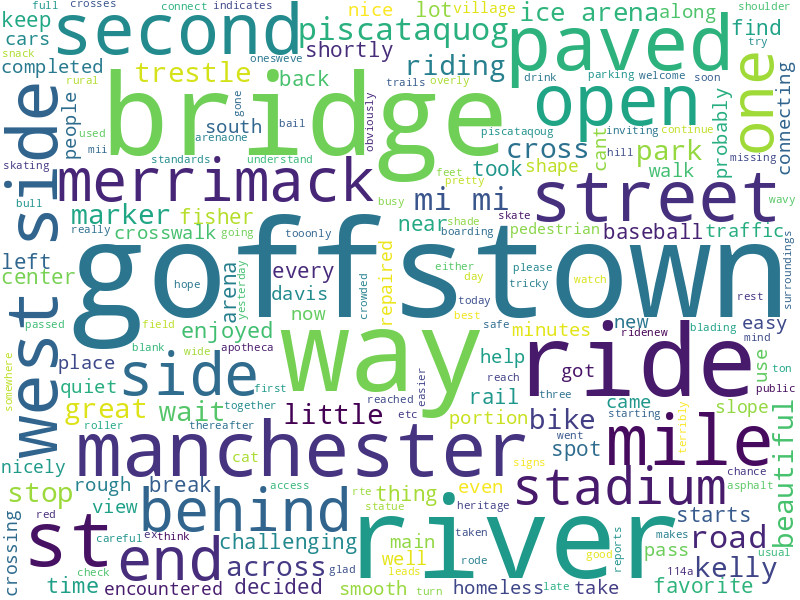 full crosses indicates
snack connect village shoulder
keep second piscataquog nice lot ice arena along find
cars onesweve paved try
completed trestle shortly riding drink parking welcome soon
rural bridge back trails overly open one
people gone south obviously piscataqoug inviting continue connecting
used arenaone bail cross hill probably missing
mii standards understand cant park
skating west side merrimack feet took shape walk
bull pretty mi mi street wavy
marker fisher busy skate
really crosswalk going near shade boarding pedestrian baseball traffic
left goffstown
center hope arena yesterday every crowded repaired either day please watch surroundings
davis today tricky rest
passed field now best safe new ridenew mind easy
blank wide enjoyed way minutes blading
somewhere place apotheca help ride use ton
quiet side first reached easier reach got three public
great together etc rail came starting slope
roller wait thereafter little portion bike went terribly beautiful
manchester cat spot mile
nicely signs chance
stop rough break access rte thing even stadium asphalt
view behind statue heritage starts
red challenging main taken reports makes usual
crossing st careful exthink river well rode road pass
end across leads good
check glad kelly
time encountered decided smooth turn homeless late take 114a favorite